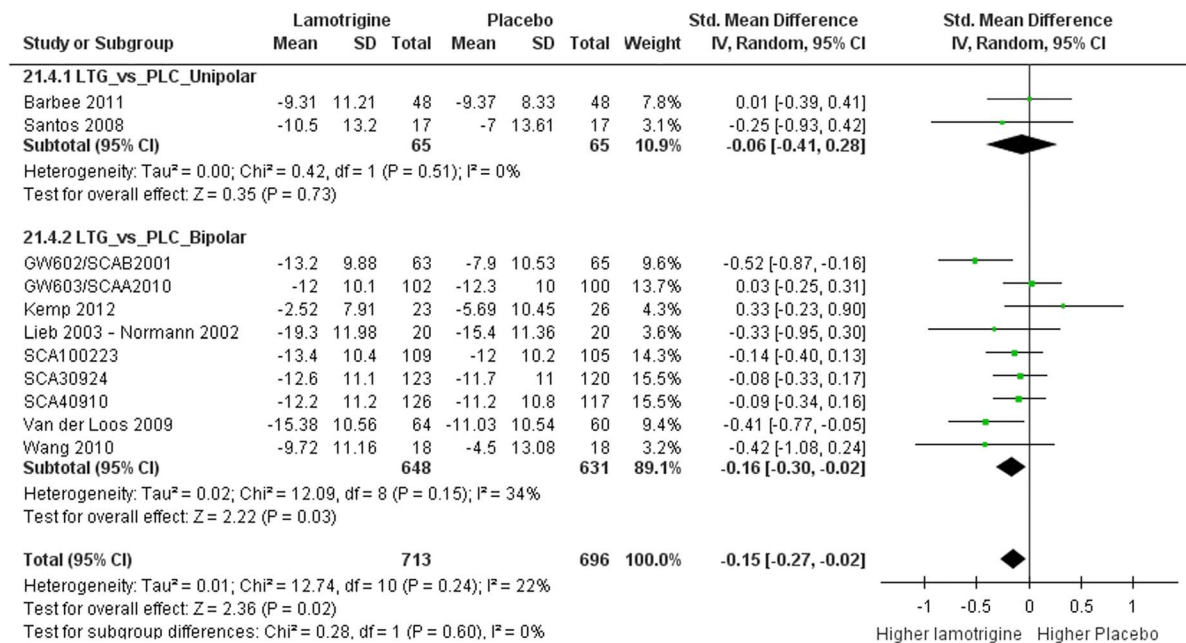 Lamotrigine Placebo Std. Mean Difference Std. Mean Difference
Study or Subgroup Mean SD Total Mean SD Total Weight IV, Random, 95% CI IV, Random, 95% CI
21.4.1 LTG_vs_PLC_Unipolar
Barbee 2011 -9.31 11.21 48 -9.37 8.33 48 7.8% 0.01 [-0.39, 0.41]
Santos 2008 -10.5 13.2 17 -7 13.61 17 3.1% -0.25 [-0.93, 0.42]
Subtotal (95% CI) 65 65 10.9% -0.06 [-0.41, 0.28]
Heterogeneity: Tau² = 0.00; Chi² = 0.42, df = 1 (P = 0.51); I² = 0%
Test for overall effect: Z = 0.35 (P = 0.73)
21.4.2 LTG_vs_PLC_Bipolar
GW602/SCAB2001 -13.2 9.88 63 -7.9 10.53 65 9.6% -0.52 [-0.87, -0.16]
GW603/SCAA2010 -12 10.1 102 -12.3 10 100 13.7% 0.03 [-0.25, 0.31]
Kemp 2012 -2.52 7.91 23 -5.69 10.45 26 4.3% 0.33 [-0.23, 0.90]
Lieb 2003 - Normann 2002 -19.3 11.98 20 -15.4 11.36 20 3.6% -0.33 [-0.95, 0.30]
SCA100223 -13.4 10.4 109 -12 10.2 105 14.3% -0.14 [-0.40, 0.13]
SCA30924 -12.6 11.1 123 -11.7 11 120 15.5% -0.08 [-0.33, 0.17]
SCA40910 -12.2 11.2 126 -11.2 10.8 117 15.5% -0.09 [-0.34, 0.16]
Van der Loos 2009 -15.38 10.56 64 -11.03 10.54 60 9.4% -0.41 [-0.77, -0.05]
Wang 2010 -9.72 11.16 18 -4.5 13.08 18 3.2% -0.42 [-1.08, 0.24]
Subtotal (95% CI) 648 631 89.1% -0.16 [-0.30, -0.02]
Heterogeneity: Tau² = 0.02; Chi² = 12.09, df = 8 (P = 0.15); I² = 34%
Test for overall effect: Z = 2.22 (P = 0.03)
Total (95% CI) 713 696 100.0% -0.15 [-0.27, -0.02]
Heterogeneity: Tau² = 0.01; Chi² = 12.74, df = 10 (P = 0.24); I² = 22%
Test for overall effect: Z = 2.36 (P = 0.02)
Test for subgroup differences: Chi² = 0.28, df = 1 (P = 0.60), I² = 0%
-1 -0.5 0 0.5 1
Higher lamotrigine Higher Placebo